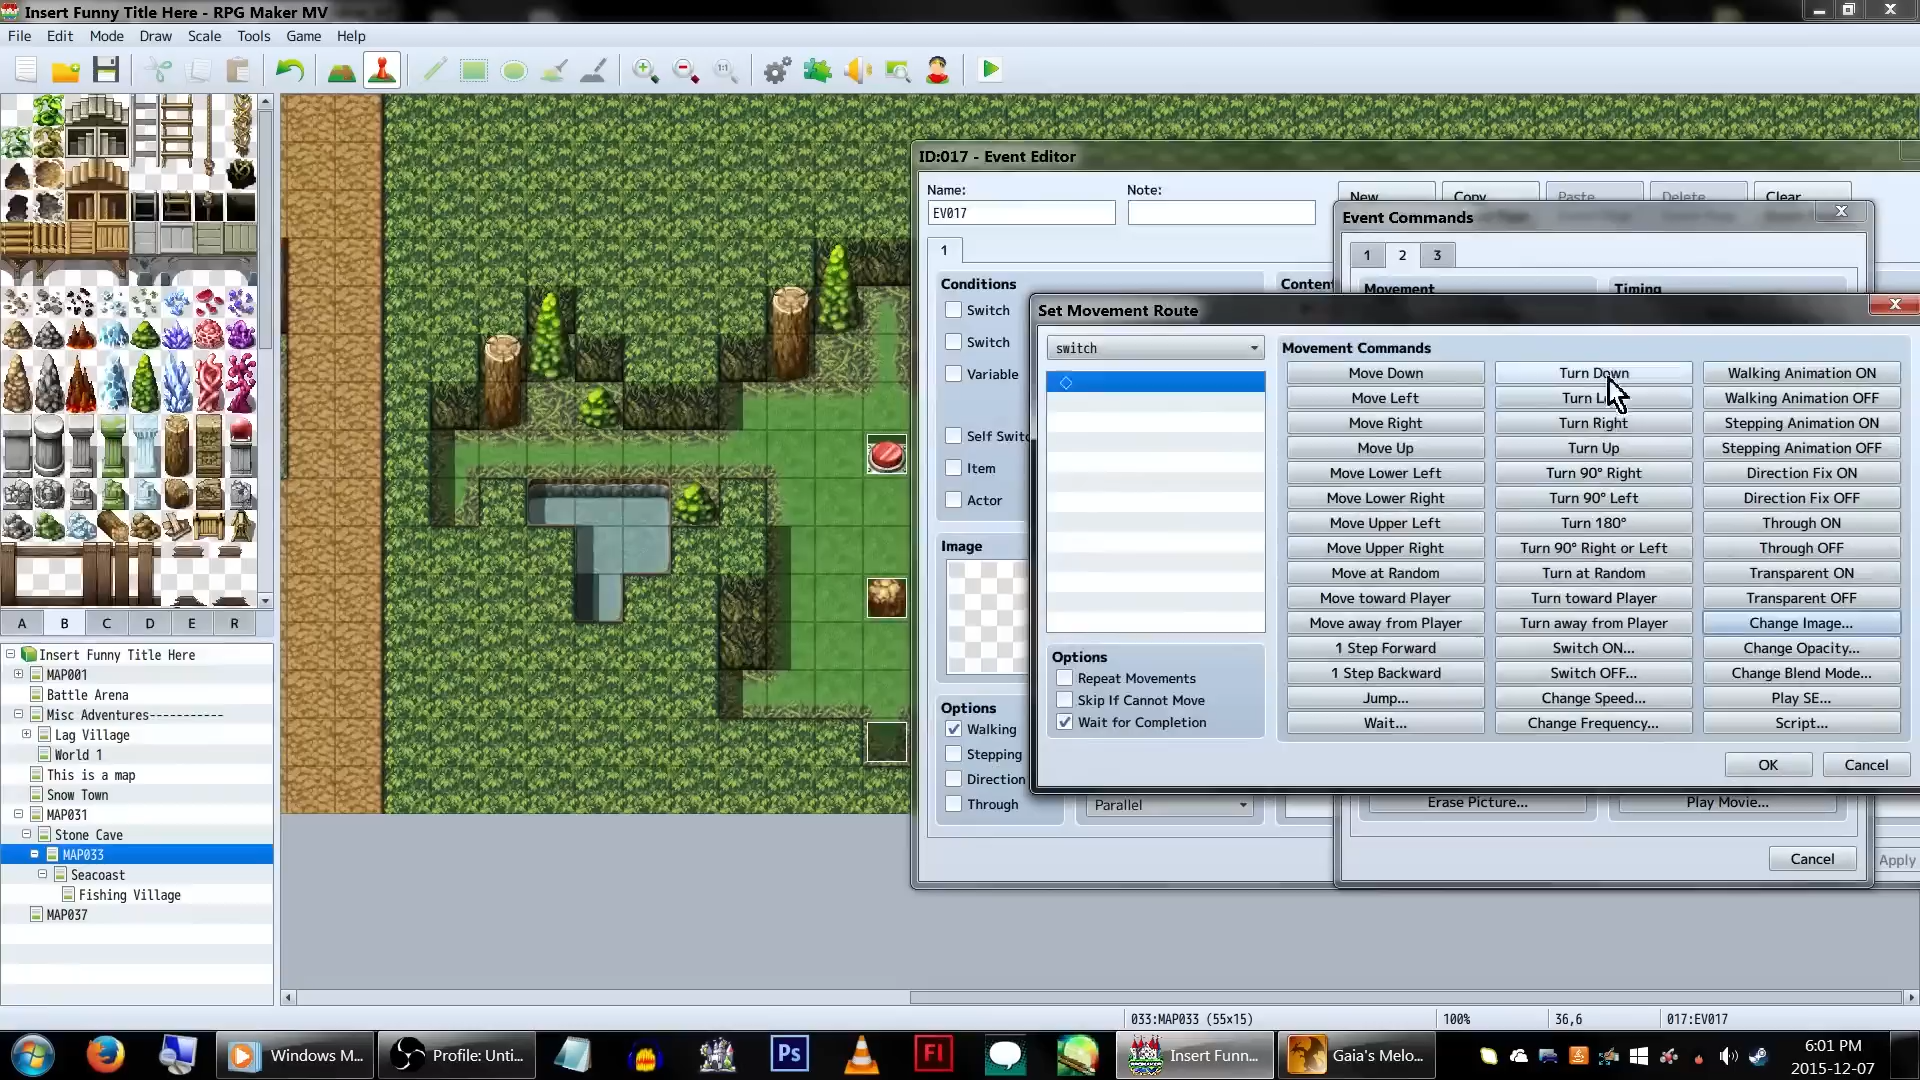 Insert Funny Title Here - RPG Maker MV
File Edit Mode Draw Scale Tools Game Help
1:1
ID:017 - Event Editor
Name:
Note:
EV017
New
Copy
Paste
Delete
Clear
1
Conditions
Switch
Switch
Variable
Self Switc
Item
Actor
Image
Options
Walking
Stepping
Direction
Through
Parallel
Content
Event Commands
1 2 3
Movement
Timing
Erase Picture...
Play Movie...
Cancel
Apply
Set Movement Route
switch
Options
Repeat Movements
Skip If Cannot Move
Wait for Completion
Movement Commands
Move Down Turn Down Walking Animation ON
Move Left Turn L Walking Animation OFF
Move Right Turn Right Stepping Animation ON
Move Up Turn Up Stepping Animation OFF
Move Lower Left Turn 90° Right Direction Fix ON
Move Lower Right Turn 90° Left Direction Fix OFF
Move Upper Left Turn 180° Through ON
Move Upper Right Turn 90° Right or Left Through OFF
Move at Random Turn at Random Transparent ON
Move toward Player Turn toward Player Transparent OFF
Move away from Player Turn away from Player Change Image...
1 Step Forward Switch ON... Change Opacity...
1 Step Backward Switch OFF... Change Blend Mode...
Jump... Change Speed... Play SE...
Wait... Change Frequency... Script...
OK Cancel
A B C D E R
Insert Funny Title Here
MAP001
Battle Arena
Misc Adventures-----------
Lag Village
World 1
This is a map
Snow Town
MAP031
Stone Cave
MAP033
Seacoast
Fishing Village
MAP037
033:MAP033 (55x15) 100% 36,6 017:EV017
Windows M...
Profile: Unti...
Ps
Fl
Insert Funn...
Gaia's Melo...
6:01 PM
2015-12-07